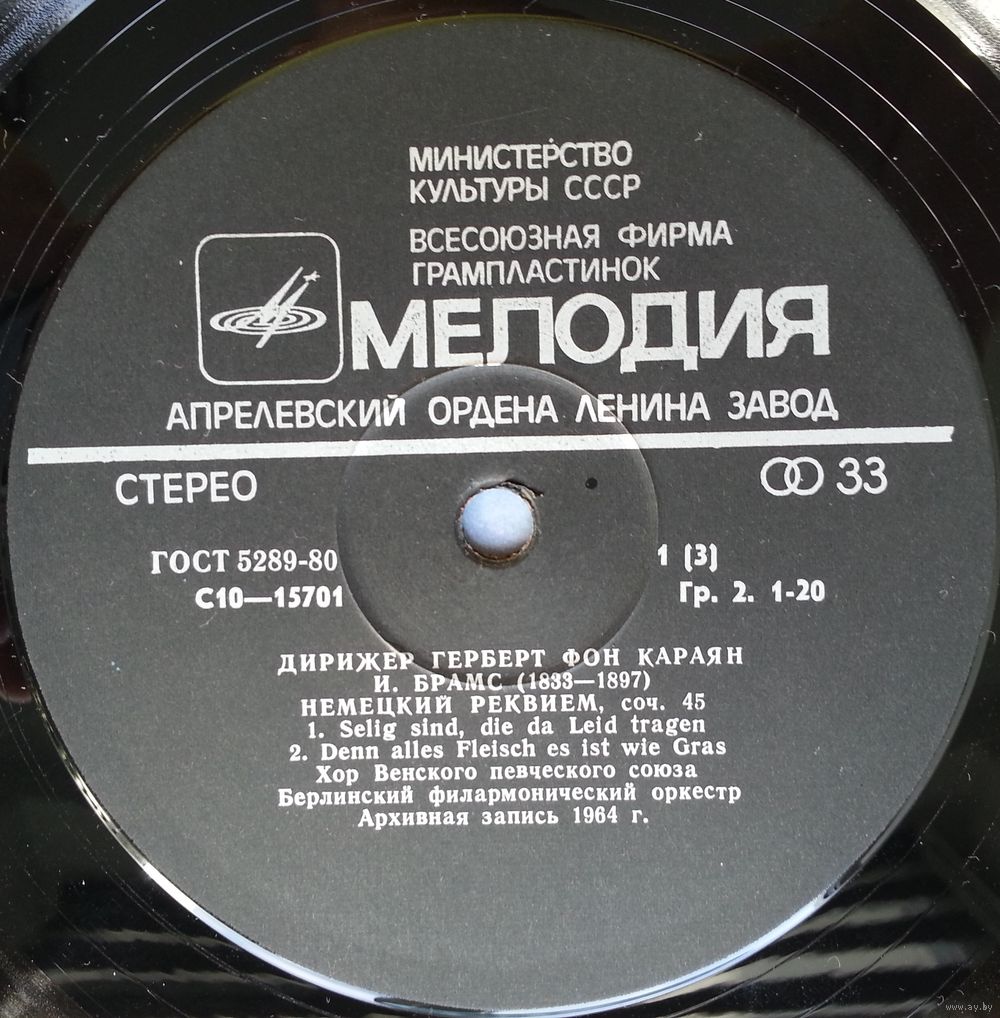 МИНИСТЕРСТВО
КУЛЬТУРЫ СССР
ВСЕСОЮЗНАЯ ФИРМА
ГРАМПЛАСТИНОК
МЕЛОДИЯ
АПРЕЛЕВСКИЙ ОРДЕНА ЛЕНИНА ЗАВОД
СТЕРЕО
33
ГОСТ 5289-80
1 (3)
С10—15701
Гр. 2. 1-20
ДИРИЖЕР ГЕРБЕРТ ФОН КАРАЯН
И. БРАМС (1833—1897)
НЕМЕЦКИЙ РЕКВИЕМ, соч. 45
1. Selig sind, die da Leid tragen
2. Denn alles Fleisch es ist wie Gras
Хор Венского певческого союза
Берлинский филармонический оркестр
Архивная запись 1964 г.
www.ay.by